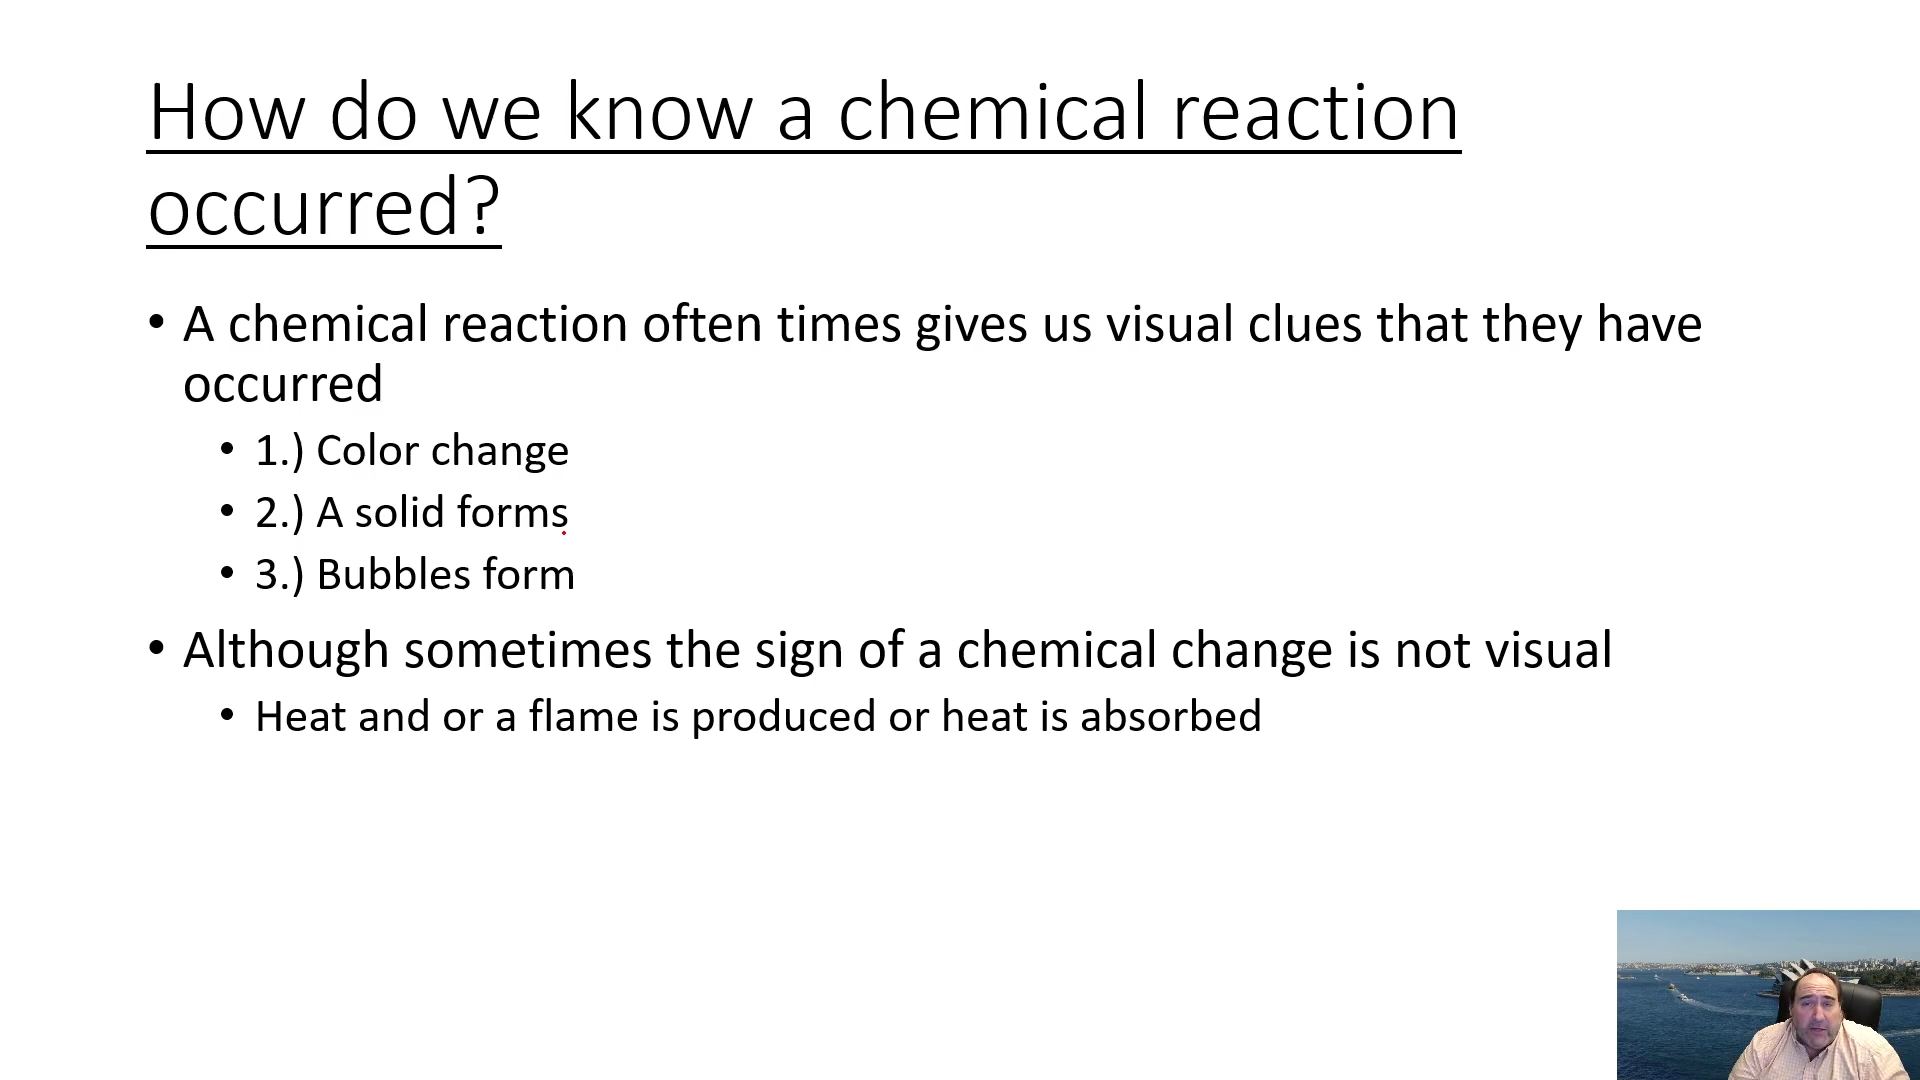 How do we know a chemical reaction
occurred?
• A chemical reaction often times gives us visual clues that they have
occurred
• 1.) Color change
• 2.) A solid forms
• 3.) Bubbles form
• Although sometimes the sign of a chemical change is not visual
• Heat and or a flame is produced or heat is absorbed